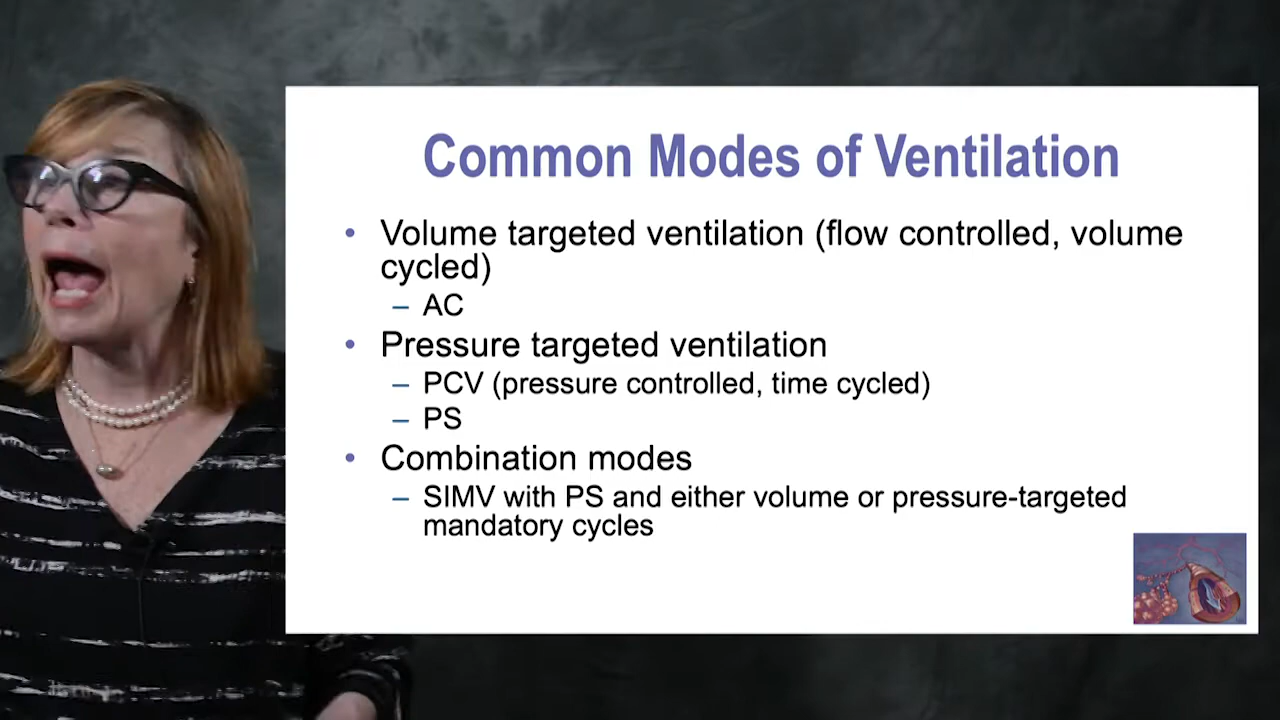 Common Modes of Ventilation
• Volume targeted ventilation (flow controlled, volume
cycled)
– AC
• Pressure targeted ventilation
– PCV (pressure controlled, time cycled)
– PS
• Combination modes
– SIMV with PS and either volume or pressure-targeted
mandatory cycles